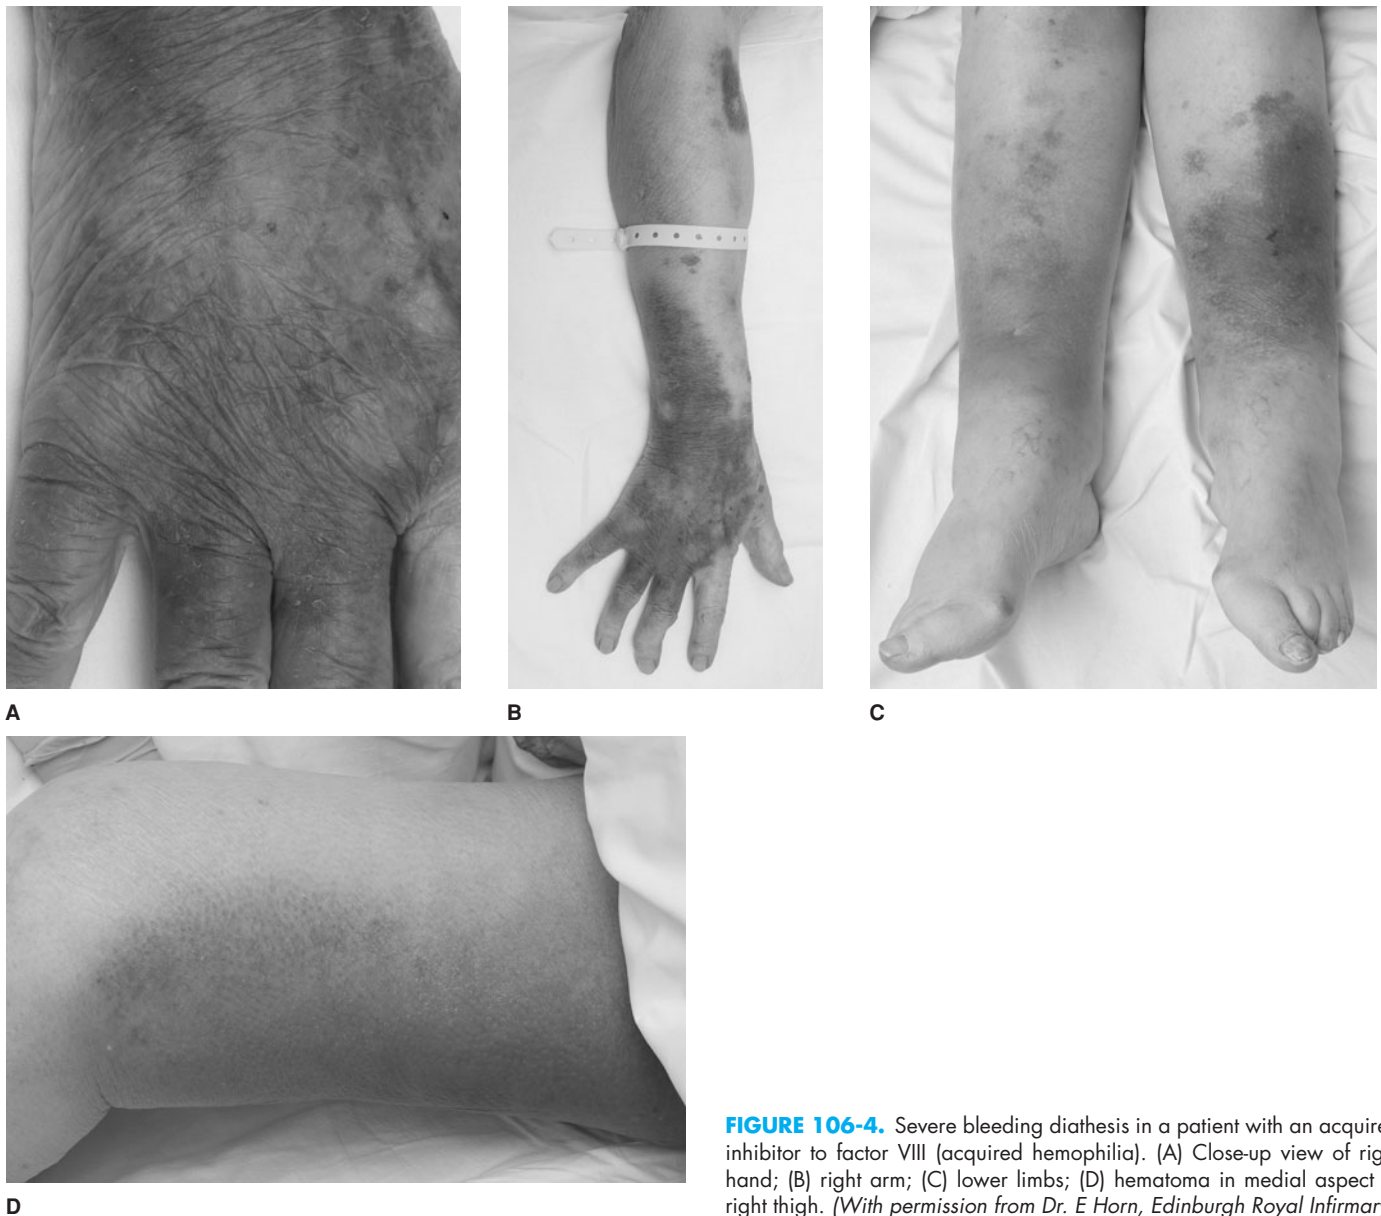 A
B
C
D
FIGURE 106-4. Severe bleeding diathesis in a patient with an acquire
inhibitor to factor VIII (acquired hemophilia). (A) Close-up view of rig
hand; (B) right arm; (C) lower limbs; (D) hematoma in medial aspect
right thigh. (With permission from Dr. E Horn, Edinburgh Royal Infirmar